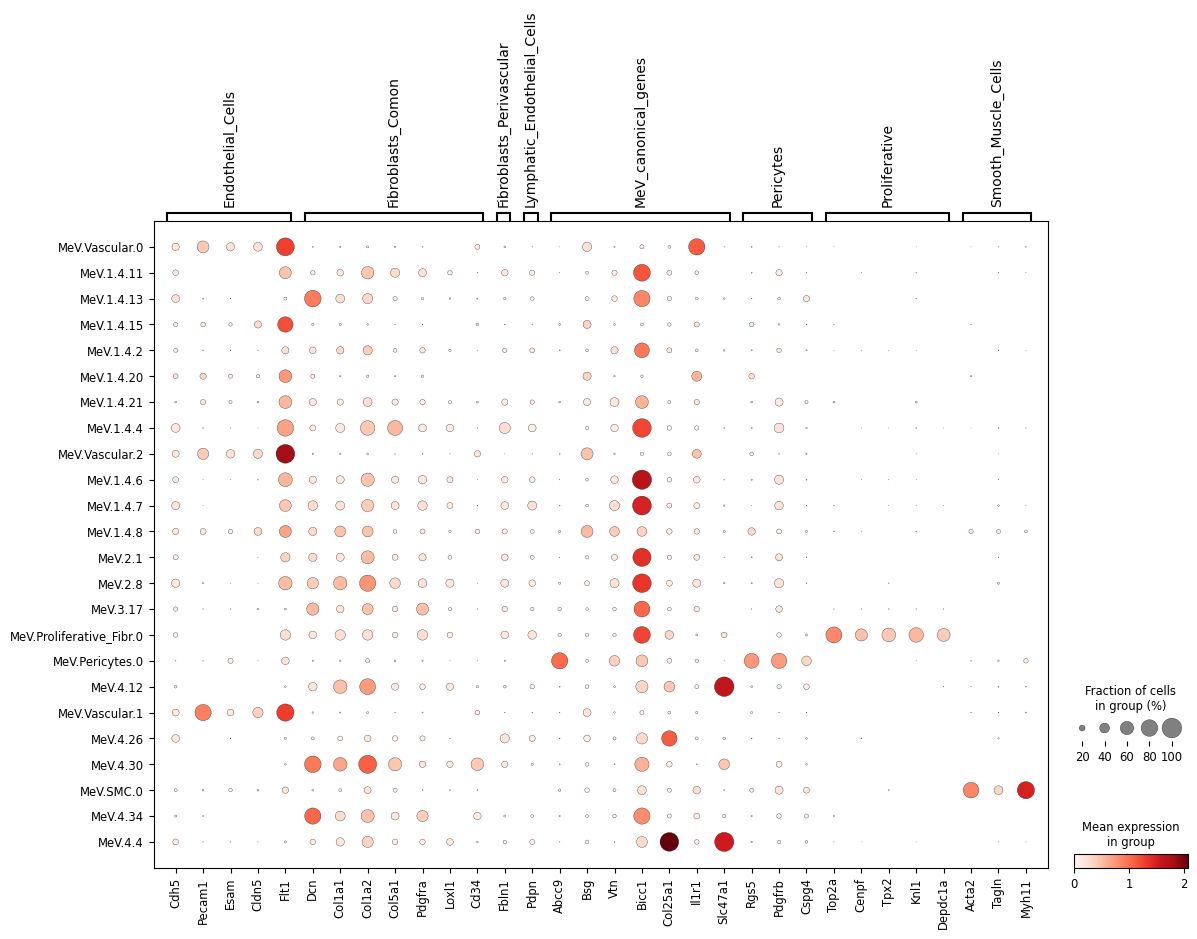 Endothelial_Cells
Fibroblasts_Comon
Fibroblasts_Perivascular
Lymphatic_Endothelial_Cells
MeV_canonical_genes
Pericytes
Proliferative
Smooth_Muscle_Cells
MeV.Vascular.0
MeV.1.4.11
MeV.1.4.13
MeV.1.4.15
MeV.1.4.2
MeV.1.4.20
MeV.1.4.21
MeV.1.4.4
MeV.Vascular.2
MeV.1.4.6
MeV.1.4.7
MeV.1.4.8
MeV.2.1
MeV.2.8
MeV.3.17
MeV.Proliferative_Fibr.0
MeV.Pericytes.0
MeV.4.12
MeV.Vascular.1
MeV.4.26
MeV.4.30
MeV.SMC.0
MeV.4.34
MeV.4.4
Cdh5
Pecam1
Esam
Cldn5
Flt1
Dcn
Col1a1
Col1a2
Col5a1
Pdgfra
Loxl1
Cd34
Fbln1
Pdpn
Abcc9
Bsg
Vtn
Bicc1
Col25a1
Il1r1
Slc47a1
Rgs5
Pdgfrb
Cspg4
Top2a
Cenpf
Tpx2
Knl1
Depdc1a
Acta2
Tagln
Myh11
Fraction of cells
in group (%)
20 40 60 80 100
Mean expression
in group
0 1 2